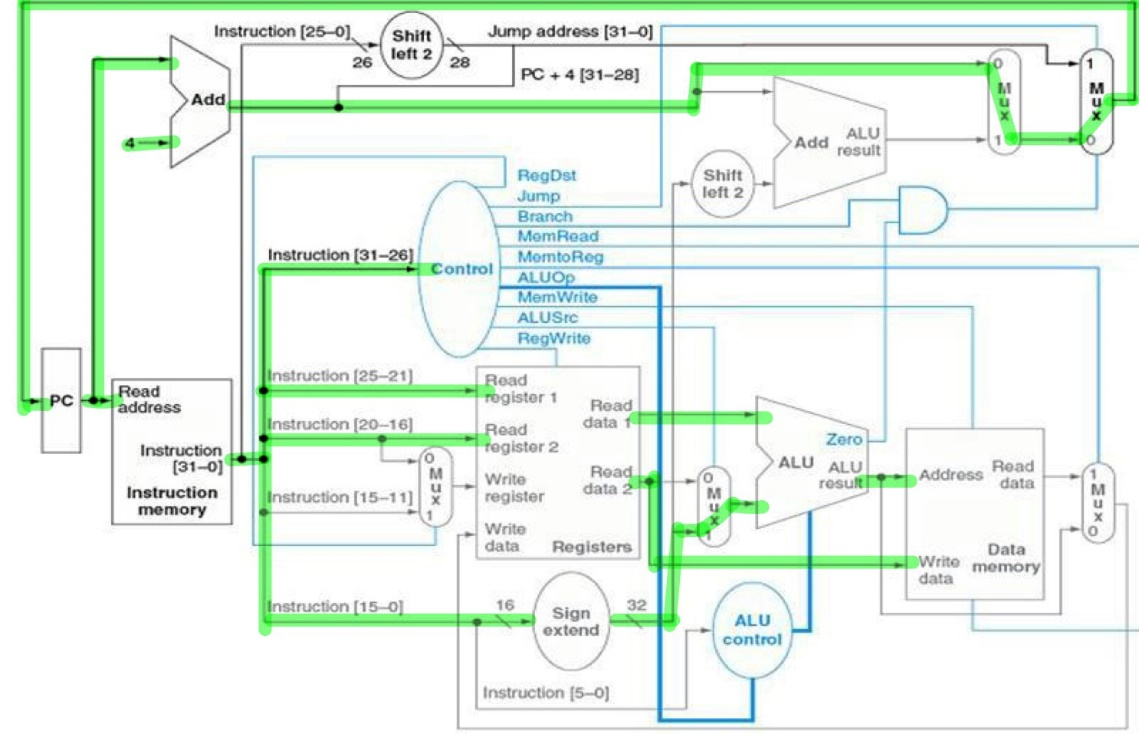 Instruction [25–0]
Shift
left 2
Jump address [31–0]
26
28
PC + 4 [31–28]
Add
4
0
M
u
x
1
1
M
u
x
0
Add
ALU
result
Shift
left 2
RegDst
Jump
Branch
MemRead
MemtoReg
ALUOp
MemWrite
ALUSrc
RegWrite
Instruction [31–26]
Control
PC
Read
address
Instruction
[31–0]
Instruction
memory
Instruction [25–21]
Instruction [20–16]
Instruction [15–11]
0
M
u
x
1
Read
register 1
Read
register 2
Write
register
Write
data
Registers
Read
data 1
Read
data 2
0
M
u
x
1
Zero
ALU
ALU
result
Address
Read
data
Write
data
Data
memory
1
M
u
x
0
Instruction [15–0]
16
Sign
extend
32
ALU
control
Instruction [5–0]